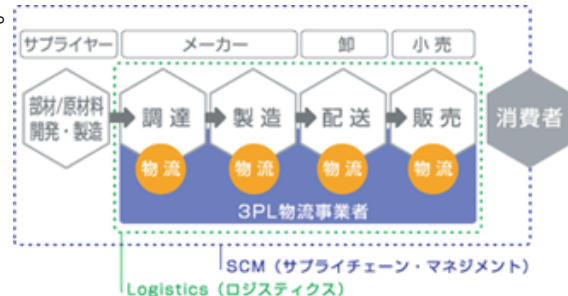 。
サプライヤー メーカー 卸 小売
部材/原材料
開発・製造
調達 製造 配送 販売 消費者
物流 物流 物流 物流
3PL物流事業者
SCM（サプライチェーン・マネジメント）
Logistics（ロジスティクス）